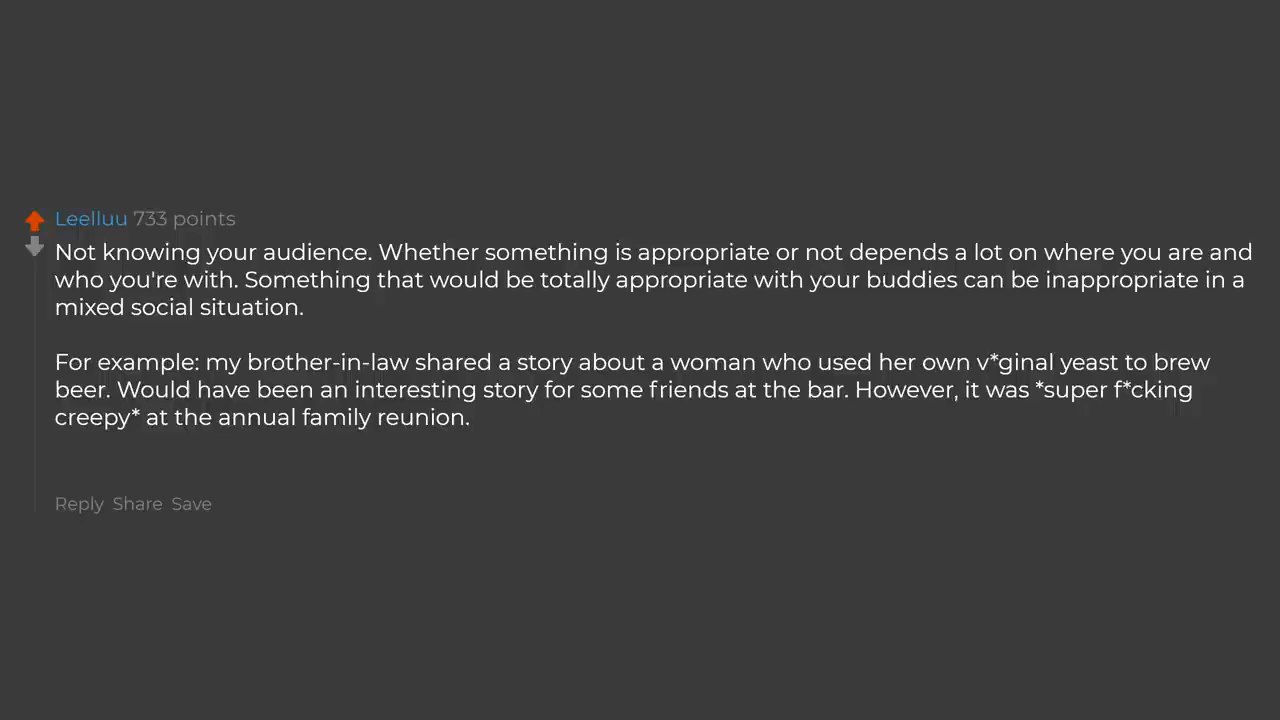 Leelluu 733 points
Not knowing your audience. Whether something is appropriate or not depends a lot on where you are and
who you're with. Something that would be totally appropriate with your buddies can be inappropriate in a
mixed social situation.
For example: my brother-in-law shared a story about a woman who used her own v*ginal yeast to brew
beer. Would have been an interesting story for some friends at the bar. However, it was *super f*cking
creepy* at the annual family reunion.
Reply Share Save